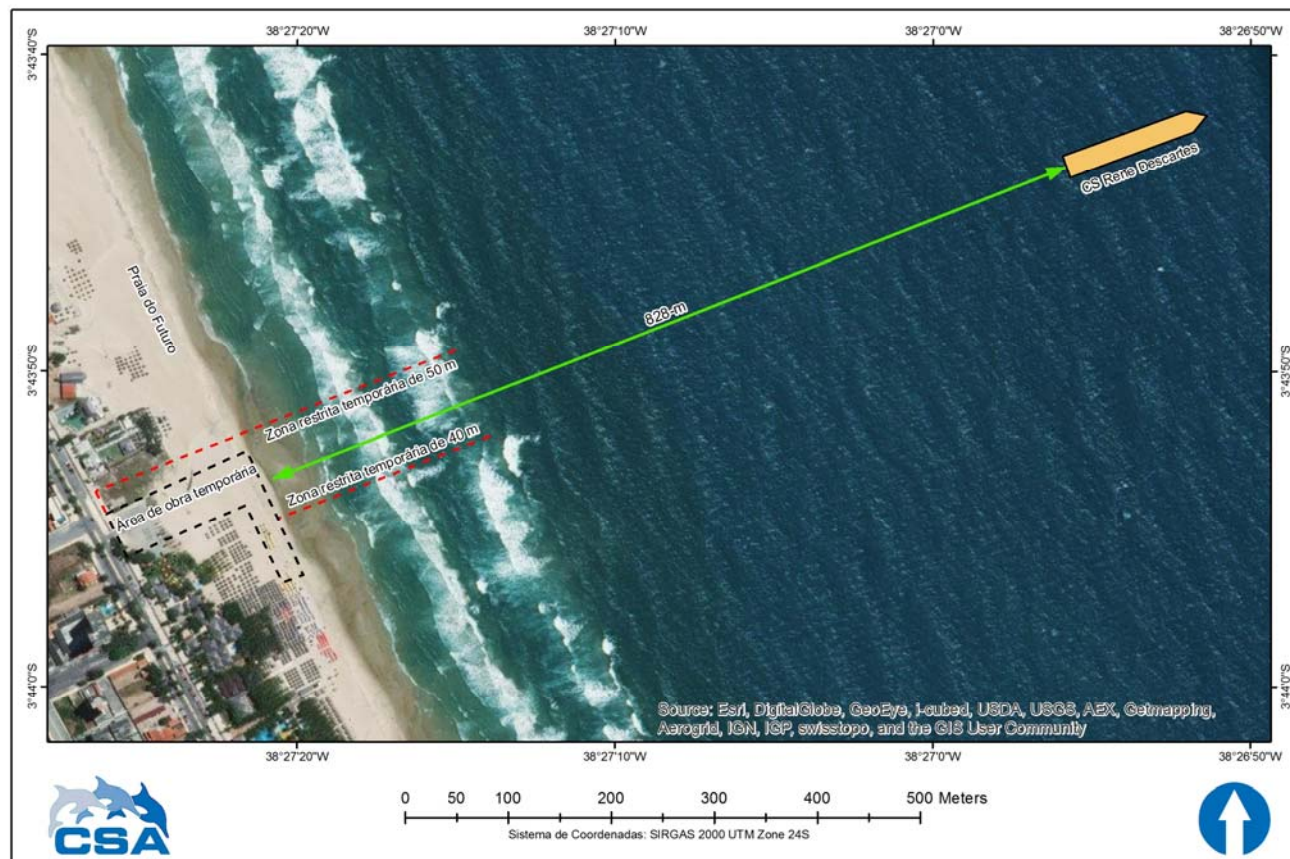 38°27'20"W
38°27'10"W
38°27'0"W
38°26'50"W
3°43'40"S
3°43'40"S
CS Rene Descartes
Praia do Futuro
828-m
3°43'50"S
3°43'50"S
Zona restrita temporária de 50 m
Zona restrita temporária de 40 m
Área de obra temporária
3°44'0"S
3°44'0"S
Source: Esri, DigitalGlobe, GeoEye, i-cubed, USDA, USGS, AEX, Getmapping,
Aerogrid, IGN, IGP, swisstopo, and the GIS User Community
38°27'20"W
38°27'10"W
38°27'0"W
38°26'50"W
CSA
0 50 100 200 300 400 500 Meters
Sistema de Coordenadas: SIRGAS 2000 UTM Zone 24S